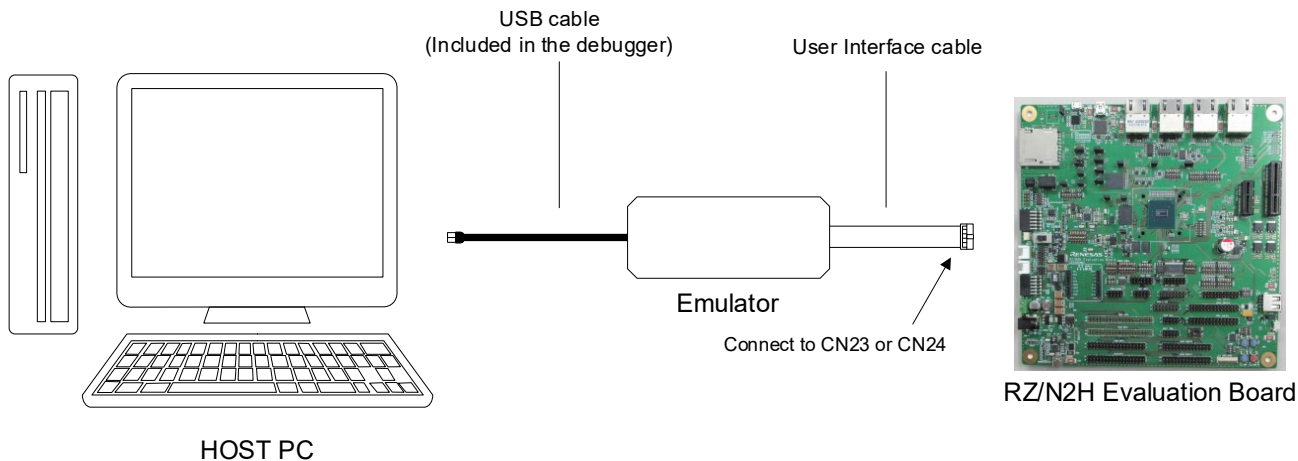 USB cable
(Included in the debugger)
User Interface cable
Emulator
Connect to CN23 or CN24
RENESAS
RZ/N2H Evaluation Board
HOST PC